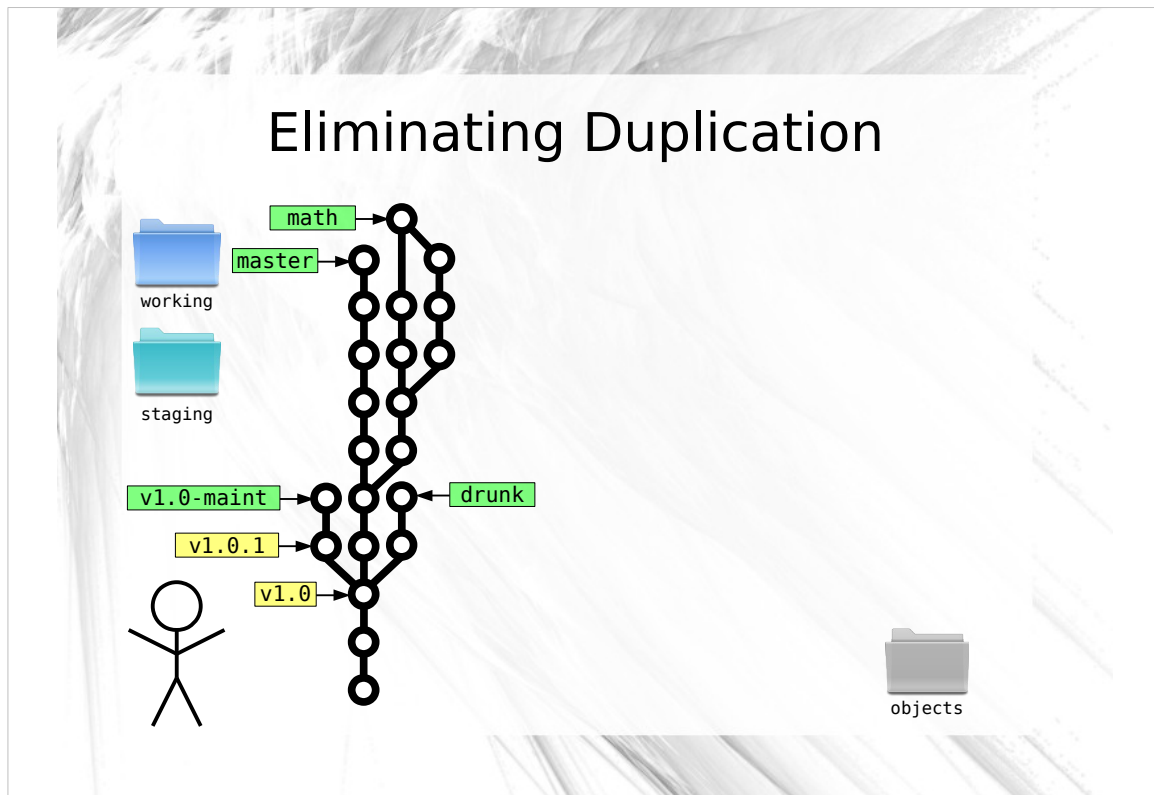 Eliminating Duplication
math
master
working
staging
v1.0-maint
drunk
v1.0.1
v1.0
objects